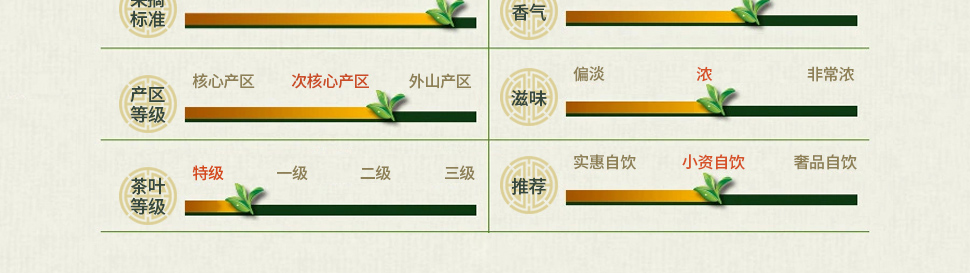 采摘
标准
香气
产区
等级
核心产区 次核心产区 外山产区
滋味
偏淡 浓 非常浓
茶叶
等级
特级 一级 二级 三级
推荐
实惠自饮 小资自饮 奢品自饮